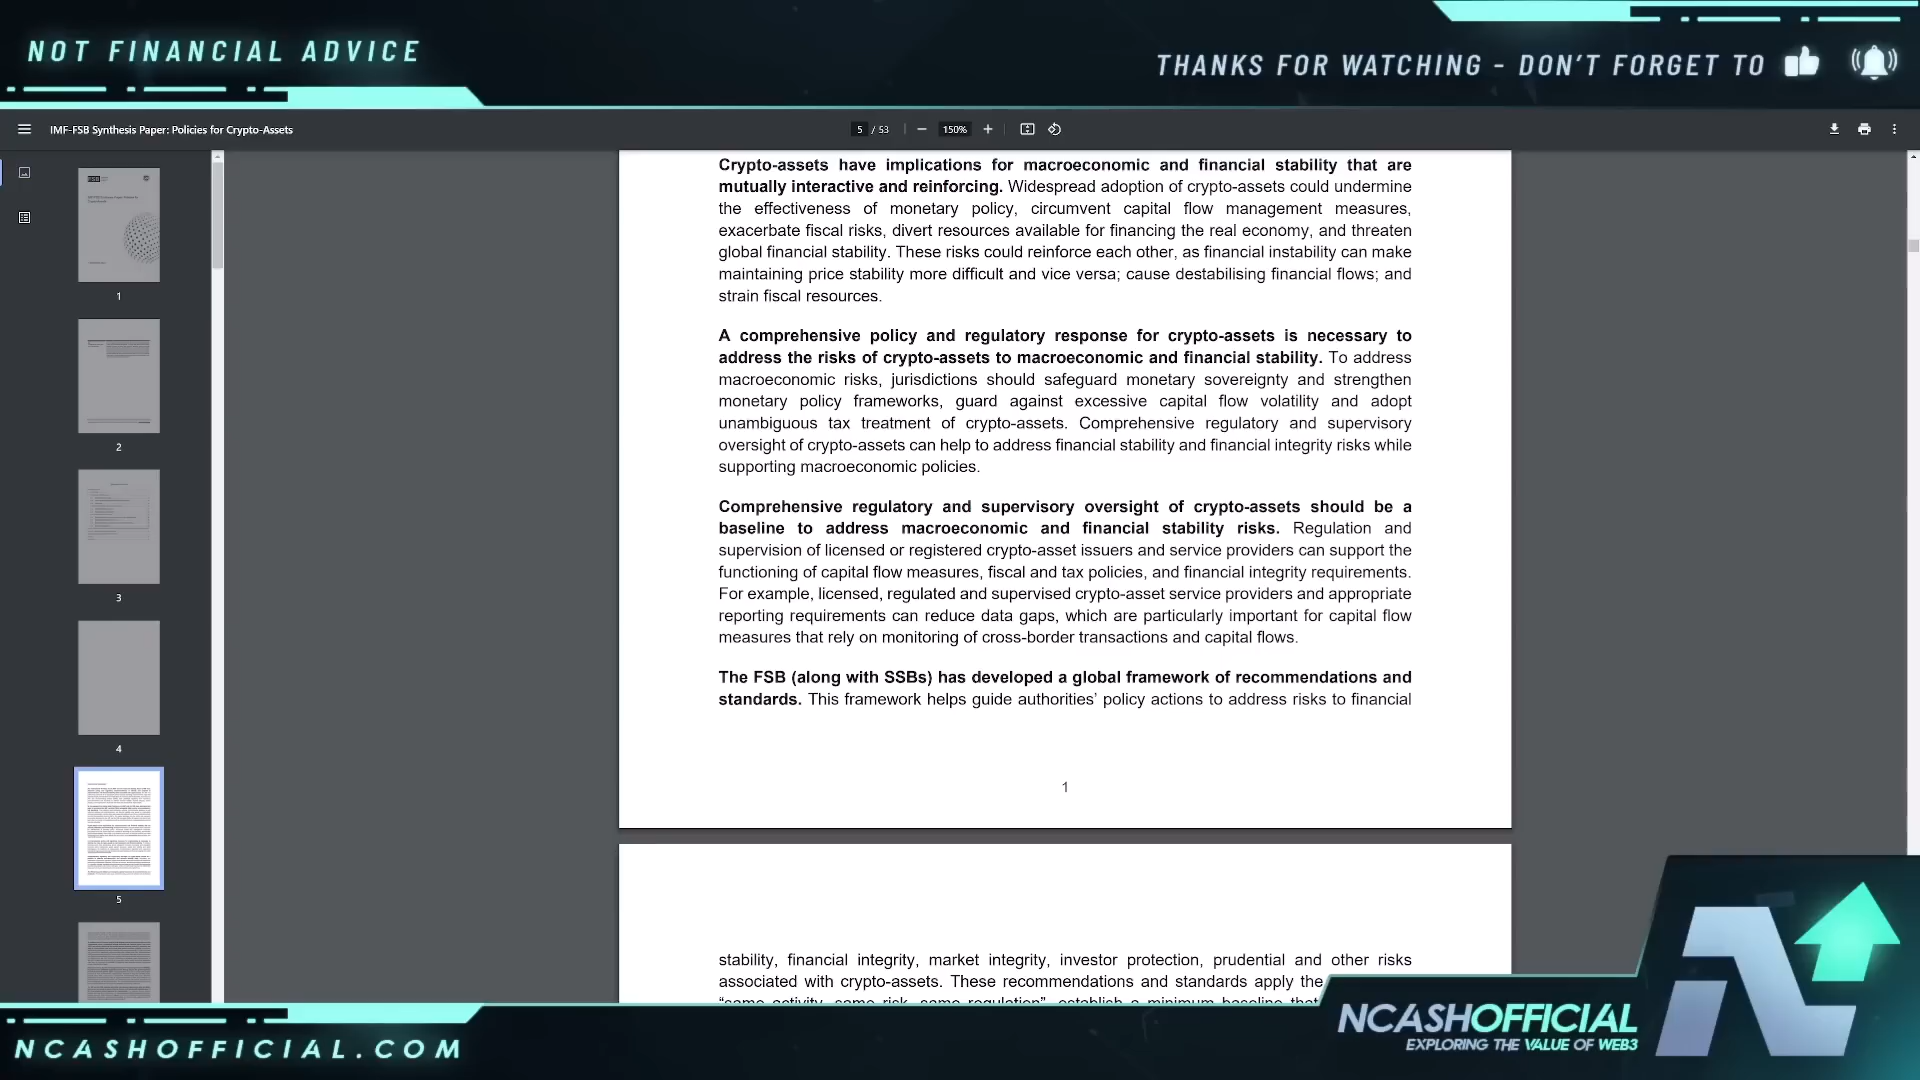 NOT FINANCIAL ADVICE
THANKS FOR WATCHING - DON'T FORGET TO
IMF-FSB Synthesis Paper: Policies for Crypto-Assets
5 / 53
150%
Crypto-assets have implications for macroeconomic and financial stability that are
mutually interactive and reinforcing. Widespread adoption of crypto-assets could undermine
the effectiveness of monetary policy, circumvent capital flow management measures,
exacerbate fiscal risks, divert resources available for financing the real economy, and threaten
global financial stability. These risks could reinforce each other, as financial instability can make
maintaining price stability more difficult and vice versa; cause destabilising financial flows; and
strain fiscal resources.
A comprehensive policy and regulatory response for crypto-assets is necessary to
address the risks of crypto-assets to macroeconomic and financial stability. To address
macroeconomic risks, jurisdictions should safeguard monetary sovereignty and strengthen
monetary policy frameworks, guard against excessive capital flow volatility and adopt
unambiguous tax treatment of crypto-assets. Comprehensive regulatory and supervisory
oversight of crypto-assets can help to address financial stability and financial integrity risks while
supporting macroeconomic policies.
Comprehensive regulatory and supervisory oversight of crypto-assets should be a
baseline to address macroeconomic and financial stability risks. Regulation and
supervision of licensed or registered crypto-asset issuers and service providers can support the
functioning of capital flow measures, fiscal and tax policies, and financial integrity requirements.
For example, licensed, regulated and supervised crypto-asset service providers and appropriate
reporting requirements can reduce data gaps, which are particularly important for capital flow
measures that rely on monitoring of cross-border transactions and capital flows.
The FSB (along with SSBs) has developed a global framework of recommendations and
standards. This framework helps guide authorities' policy actions to address risks to financial
1
stability, financial integrity, market integrity, investor protection, prudential and other risks
associated with crypto-assets. These recommendations and standards apply the
"same activity, same risk, same regulation", establish a minimum baseline that
1
2
3
4
5
NCASHOFFICIAL.COM
NCASHOFFICIAL
EXPLORING THE VALUE OF WEB3